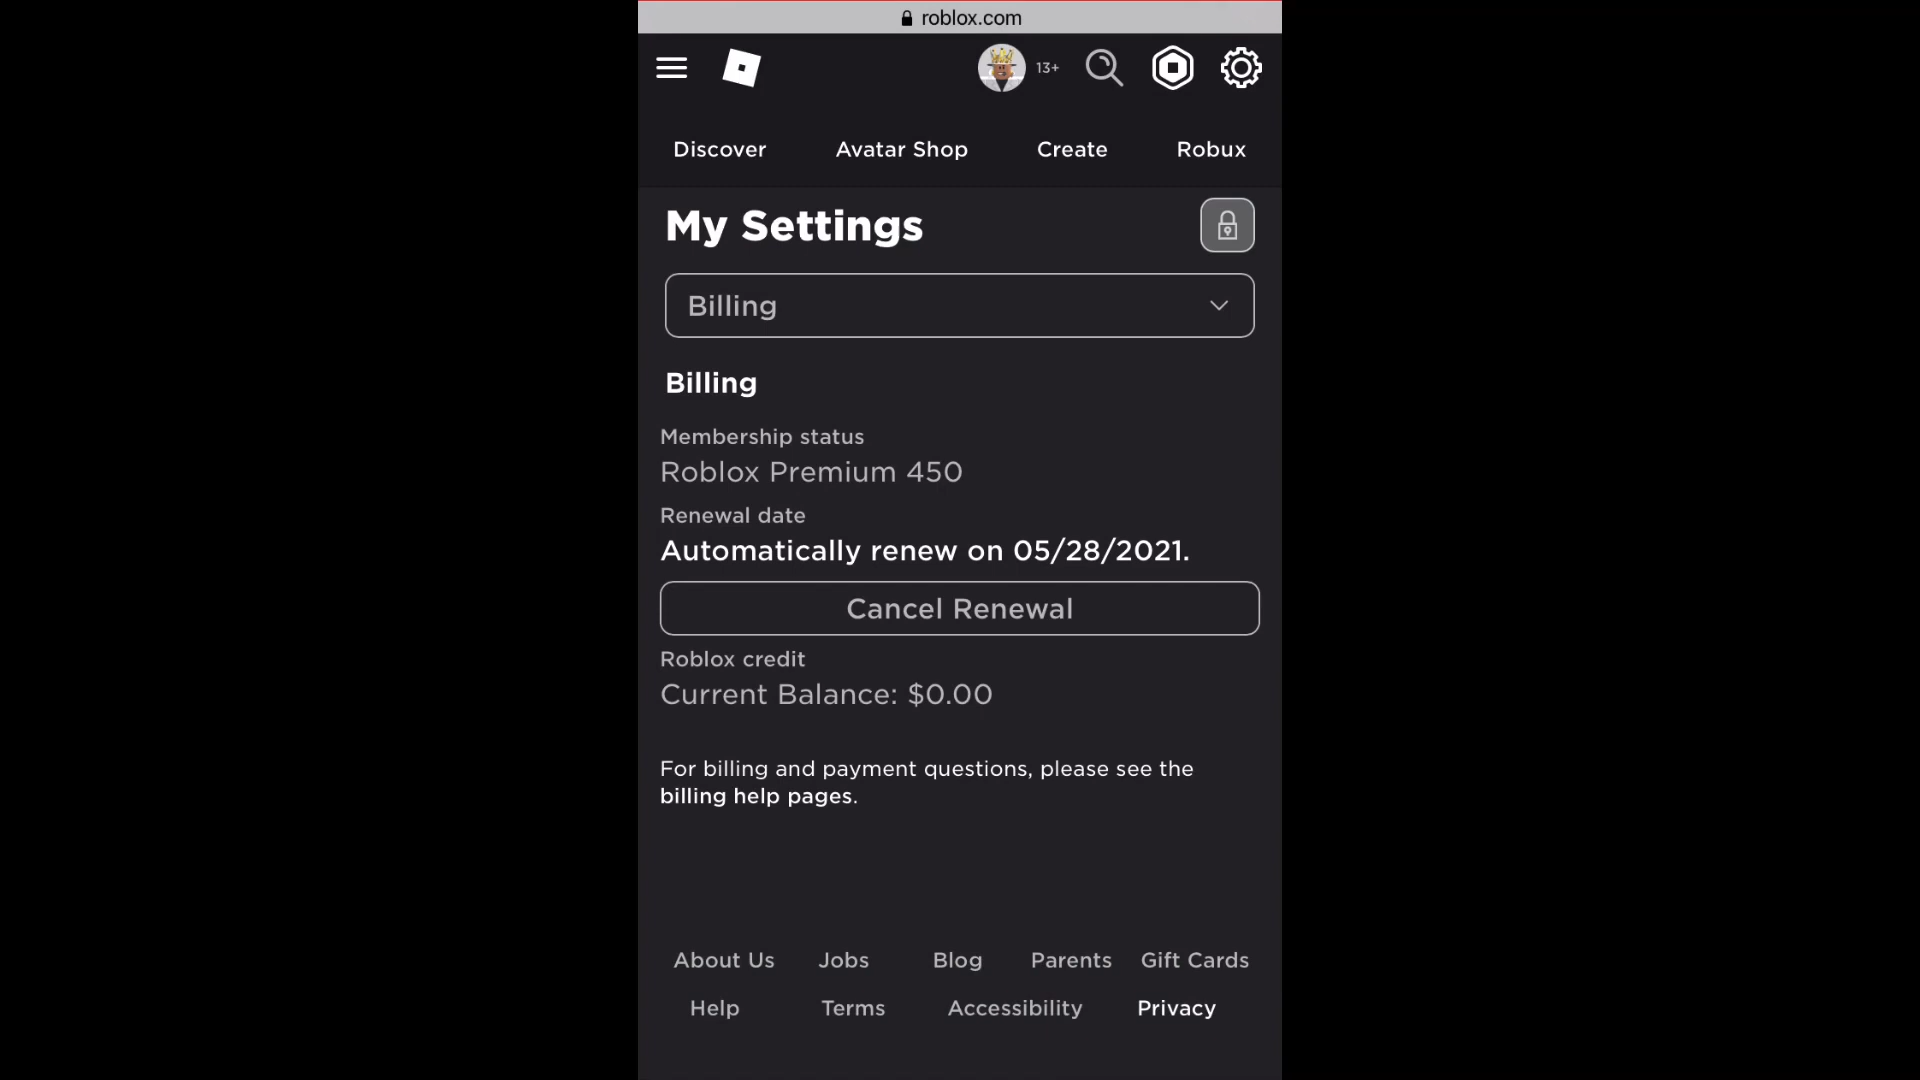 roblox.com
13+
Discover Avatar Shop Create Robux
My Settings
Billing
Billing
Membership status
Roblox Premium 450
Renewal date
Automatically renew on 05/28/2021.
Cancel Renewal
Roblox credit
Current Balance: $0.00
For billing and payment questions, please see the
billing help pages.
About Us Jobs Blog Parents Gift Cards
Help Terms Accessibility Privacy